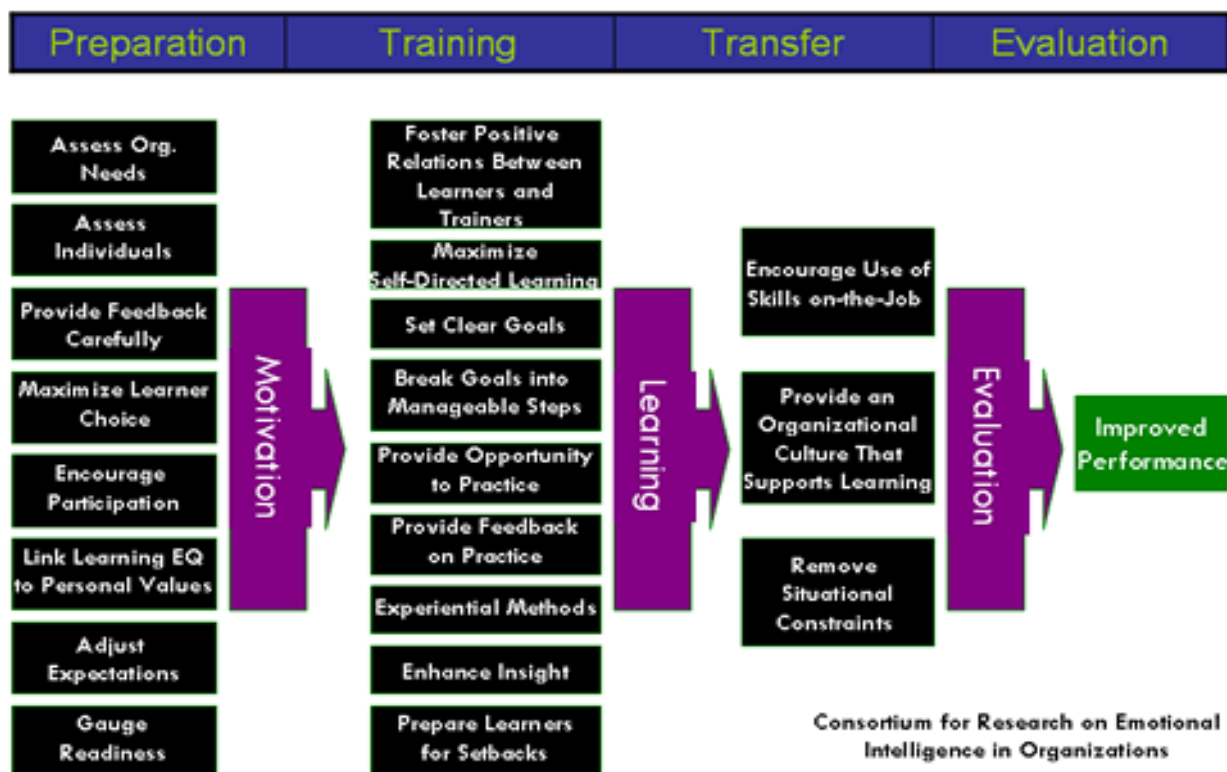 Preparation
Training
Transfer
Evaluation
Assess Org.
Needs
Assess
Individuals
Provide Feedback
Carefully
Maximize Learner
Choice
Encourage
Participation
Link Learning EQ
to Personal Values
Adjust
Expectations
Gauge
Readiness
Motivation
Foster Positive
Relations Between
Learners and
Trainers
Maximize
Self-Directed Learning
Set Clear Goals
Break Goals into
Manageable Steps
Provide Opportunity
to Practice
Provide Feedback
on Practice
Experiential Methods
Enhance Insight
Prepare Learners
for Setbacks
Learning
Encourage Use of
Skills on-the-Job
Provide an
Organizational
Culture That
Supports Learning
Remove
Situational
Constraints
Evaluation
Improved
Performance
Consortium for Research on Emotional
Intelligence in Organizations